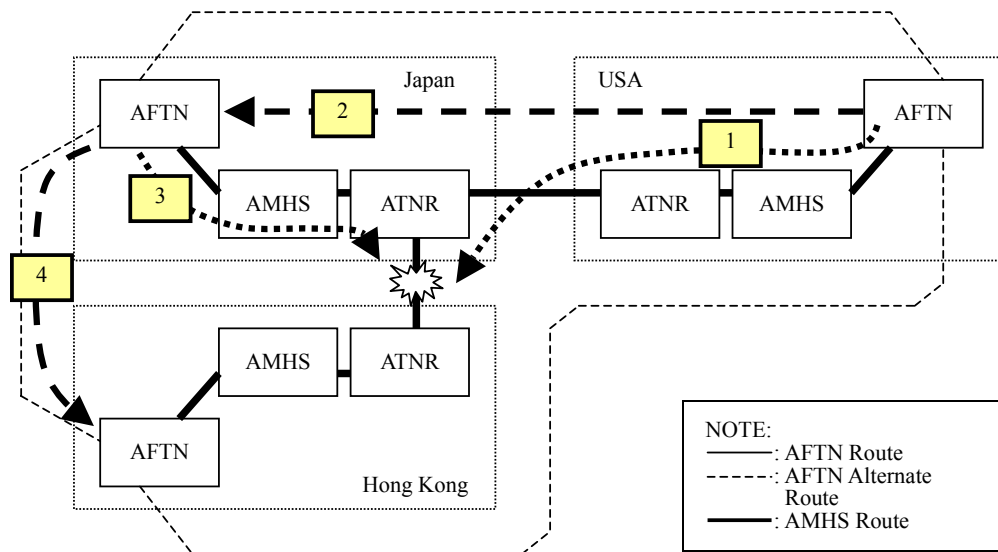 Japan
USA
AFTN
2
1
AFTN
3
AMHS
ATNR
ATNR
AMHS
4
AMHS
ATNR
AFTN
Hong Kong
NOTE:
: AFTN Route
: AFTN Alternate
Route
: AMHS Route